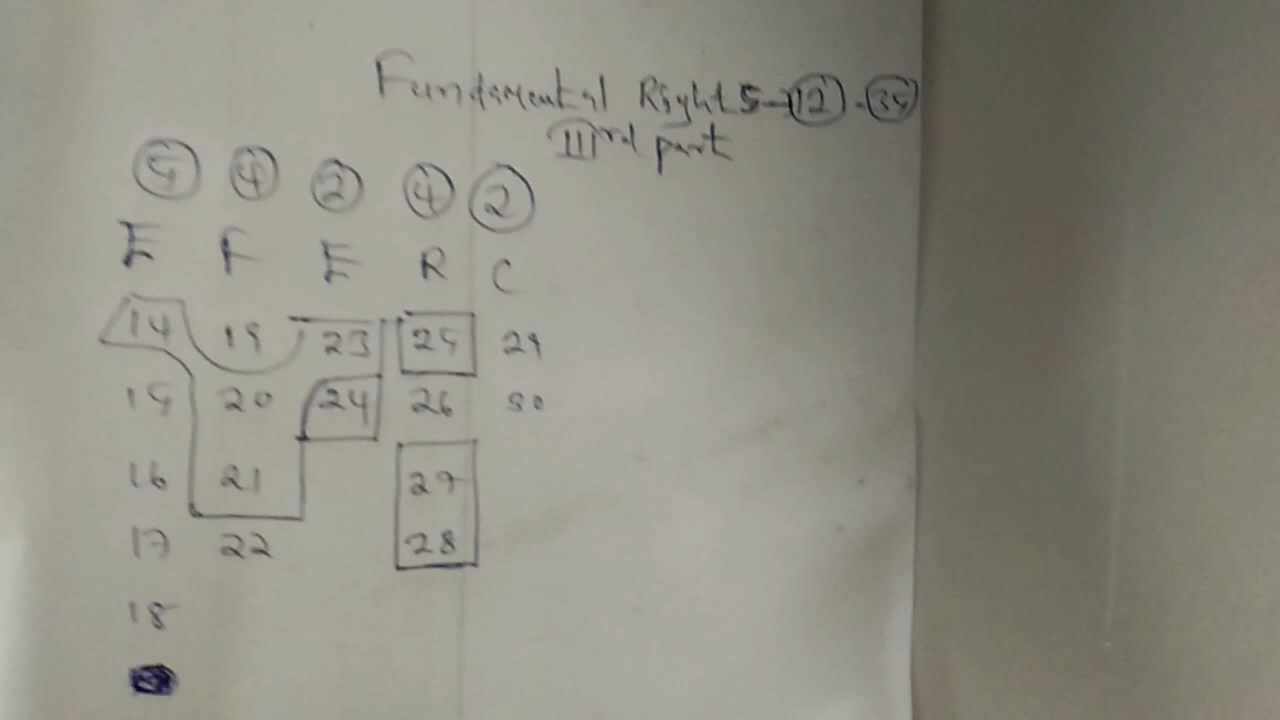 Fundamental Rights - 12 - 35
IIIrd part
5 4 2 4 2
E F E R C
14 19 23 25 29
15 20 24 26 30
16 21 27
17 22 28
18